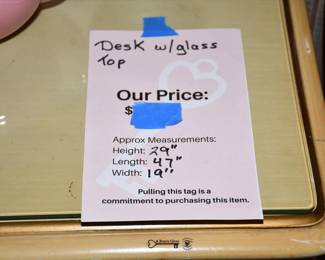 Desk w/glass
Top
Our Price:
$
Approx Measurements:
Height: 29"
Length: 47"
Width: 19"
Pulling this tag is a
commitment to purchasing this item.